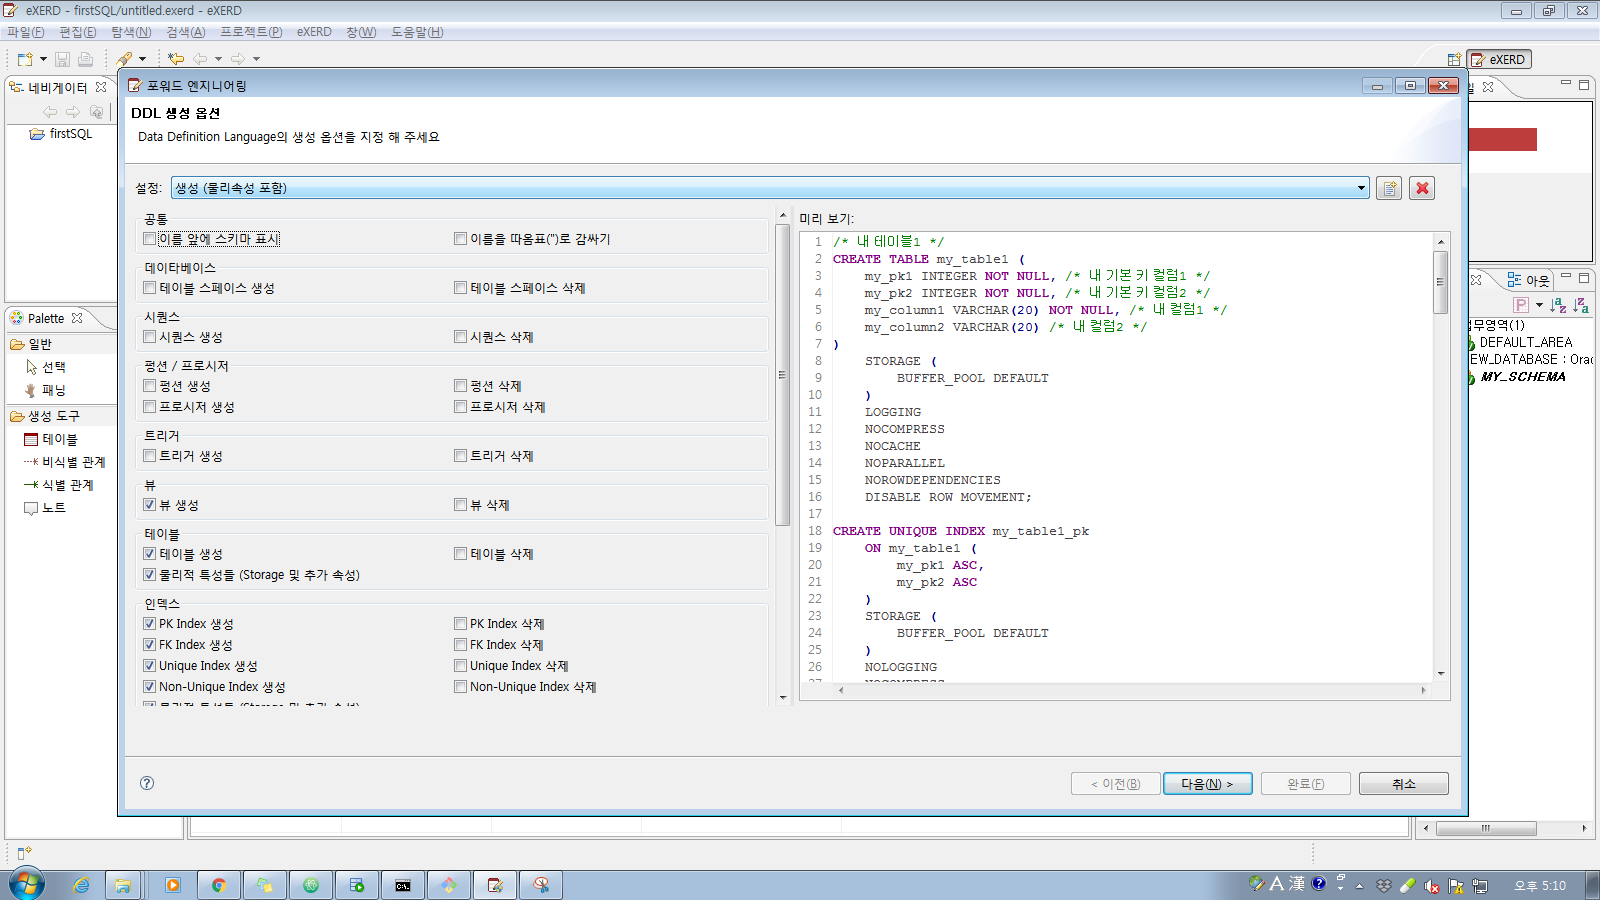 eXERD - firstSQL/untitled.exerd - eXERD
파일(F) 편집(E) 탐색(N) 검색(A) 프로젝트(P) eXERD 창(W) 도움말(H)
eXERD
네비게이터
firstSQL
Palette
일반
선택
패닝
생성 도구
테이블
비식별 관계
식별 관계
노트
포워드 엔지니어링
DDL 생성 옵션
Data Definition Language의 생성 옵션을 지정 해 주세요
설정: 생성 (물리속성 포함)
공통
이름 앞에 스키마 표시 이름을 따옴표(")로 감싸기
데이타베이스
테이블 스페이스 생성 테이블 스페이스 삭제
시퀀스
시퀀스 생성 시퀀스 삭제
펑션 / 프로시저
펑션 생성 펑션 삭제
프로시저 생성 프로시저 삭제
트리거
트리거 생성 트리거 삭제
뷰
뷰 생성 뷰 삭제
테이블
테이블 생성 테이블 삭제
물리적 특성들 (Storage 및 추가 속성)
인덱스
PK Index 생성 PK Index 삭제
FK Index 생성 FK Index 삭제
Unique Index 생성 Unique Index 삭제
Non-Unique Index 생성 Non-Unique Index 삭제
미리 보기:
1 /* 내 테이블1 */
2 CREATE TABLE my_table1 (
3 my_pk1 INTEGER NOT NULL, /* 내 기본 키 컬럼1 */
4 my_pk2 INTEGER NOT NULL, /* 내 기본 키 컬럼2 */
5 my_column1 VARCHAR(20) NOT NULL, /* 내 컬럼1 */
6 my_column2 VARCHAR(20) /* 내 컬럼2 */
7 )
8 STORAGE (
9 BUFFER_POOL DEFAULT
10 )
11 LOGGING
12 NOCOMPRESS
13 NOCACHE
14 NOPARALLEL
15 NOROWDEPENDENCIES
16 DISABLE ROW MOVEMENT;
17
18 CREATE UNIQUE INDEX my_table1_pk
19 ON my_table1 (
20 my_pk1 ASC,
21 my_pk2 ASC
22 )
23 STORAGE (
24 BUFFER_POOL DEFAULT
25 )
26 NOLOGGING
< 이전(B) 다음(N) > 완료(F) 취소
아웃
무영역(1)
DEFAULT_AREA
EW_DATABASE : Orac
MY_SCHEMA
A 漢
오후 5:10